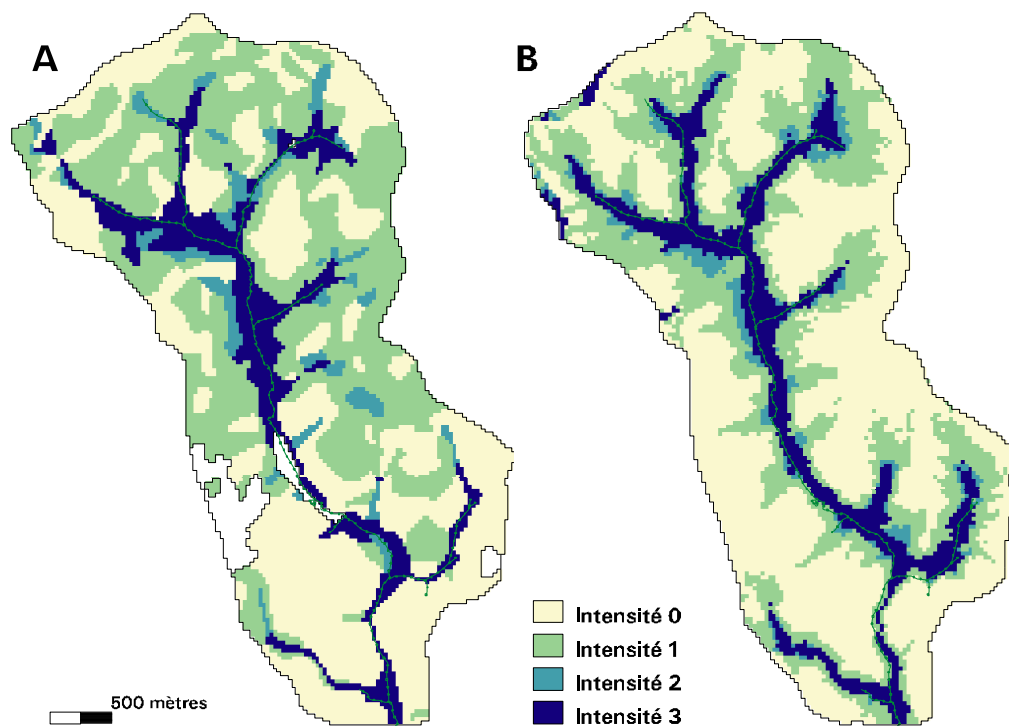 A
B
Intensité 0
Intensité 1
Intensité 2
Intensité 3
500 mètres